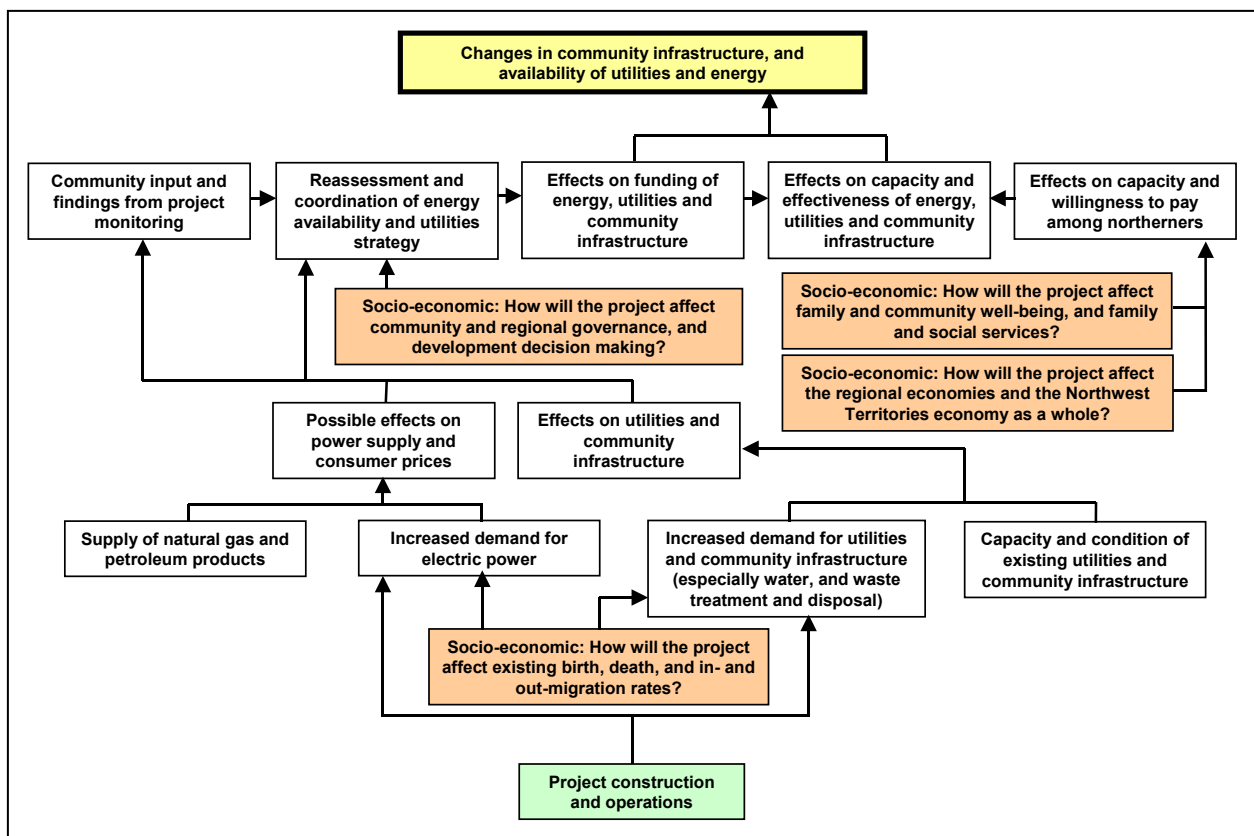 Changes in community infrastructure, and
availability of utilities and energy
Community input and
findings from project
monitoring
Reassessment and
coordination of energy
availability and utilities
strategy
Effects on funding of
energy, utilities and
community
infrastructure
Effects on capacity and
effectiveness of energy,
utilities and community
infrastructure
Effects on capacity and
willingness to pay
among northerners
Socio-economic: How will the project affect
community and regional governance, and
development decision making?
Socio-economic: How will the project affect
family and community well-being, and family
and social services?
Socio-economic: How will the project affect
the regional economies and the Northwest
Territories economy as a whole?
Possible effects on
power supply and
consumer prices
Effects on utilities and
community
infrastructure
Supply of natural gas and
petroleum products
Increased demand for
electric power
Increased demand for utilities
and community infrastructure
(especially water, and waste
treatment and disposal)
Capacity and condition of
existing utilities and
community infrastructure
Socio-economic: How will the project
affect existing birth, death, and in- and
out-migration rates?
Project construction
and operations